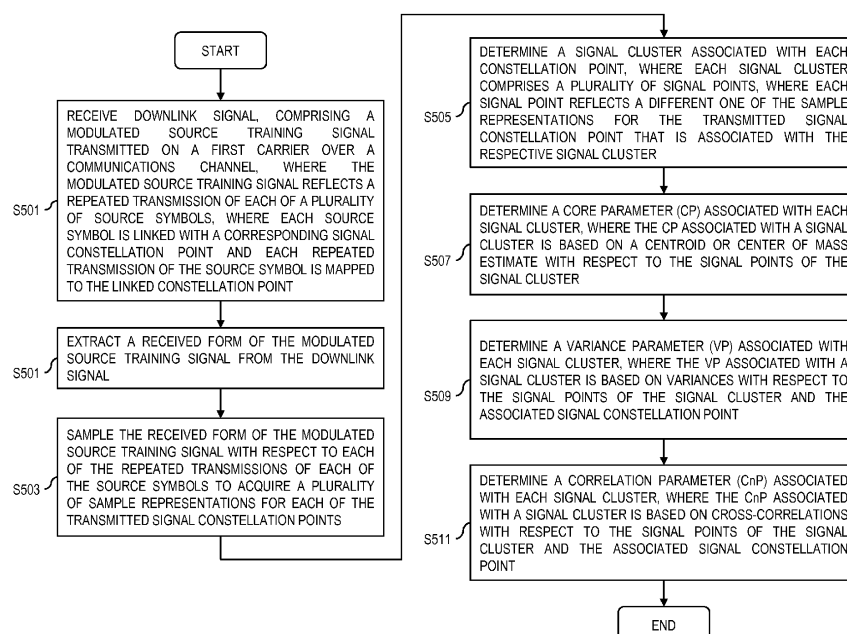 START
RECEIVE DOWNLINK SIGNAL, COMPRISING A
MODULATED SOURCE TRAINING SIGNAL
TRANSMITTED ON A FIRST CARRIER OVER A
COMMUNICATIONS CHANNEL, WHERE THE
MODULATED SOURCE TRAINING SIGNAL REFLECTS A
REPEATED TRANSMISSION OF EACH OF A PLURALITY
OF SOURCE SYMBOLS, WHERE EACH SOURCE
SYMBOL IS LINKED WITH A CORRESPONDING SIGNAL
CONSTELLATION POINT AND EACH REPEATED
TRANSMISSION OF THE SOURCE SYMBOL IS MAPPED
TO THE LINKED CONSTELLATION POINT
S501
EXTRACT A RECEIVED FORM OF THE MODULATED
SOURCE TRAINING SIGNAL FROM THE DOWNLINK
SIGNAL
S501
SAMPLE THE RECEIVED FORM OF THE MODULATED
SOURCE TRAINING SIGNAL WITH RESPECT TO EACH
OF THE REPEATED TRANSMISSIONS OF EACH OF
THE SOURCE SYMBOLS TO ACQUIRE A PLURALITY
OF SAMPLE REPRESENTATIONS FOR EACH OF THE
TRANSMITTED SIGNAL CONSTELLATION POINTS
S503
DETERMINE A SIGNAL CLUSTER ASSOCIATED WITH EACH
CONSTELLATION POINT, WHERE EACH SIGNAL CLUSTER
COMPRISES A PLURALITY OF SIGNAL POINTS, WHERE EACH
SIGNAL POINT REFLECTS A DIFFERENT ONE OF THE SAMPLE
REPRESENTATIONS FOR THE TRANSMITTED SIGNAL
CONSTELLATION POINT THAT IS ASSOCIATED WITH THE
RESPECTIVE SIGNAL CLUSTER
S505
DETERMINE A CORE PARAMETER (CP) ASSOCIATED WITH EACH
SIGNAL CLUSTER, WHERE THE CP ASSOCIATED WITH A SIGNAL
CLUSTER IS BASED ON A CENTROID OR CENTER OF MASS
ESTIMATE WITH RESPECT TO THE SIGNAL POINTS OF THE
SIGNAL CLUSTER
S507
DETERMINE A VARIANCE PARAMETER (VP) ASSOCIATED WITH
EACH SIGNAL CLUSTER, WHERE THE VP ASSOCIATED WITH A
SIGNAL CLUSTER IS BASED ON VARIANCES WITH RESPECT TO
THE SIGNAL POINTS OF THE SIGNAL CLUSTER AND THE
ASSOCIATED SIGNAL CONSTELLATION POINT
S509
DETERMINE A CORRELATION PARAMETER (CnP) ASSOCIATED
WITH EACH SIGNAL CLUSTER, WHERE THE CnP ASSOCIATED
WITH A SIGNAL CLUSTER IS BASED ON CROSS-CORRELATIONS
WITH RESPECT TO THE SIGNAL POINTS OF THE SIGNAL
CLUSTER AND THE ASSOCIATED SIGNAL CONSTELLATION
POINT
S511
END